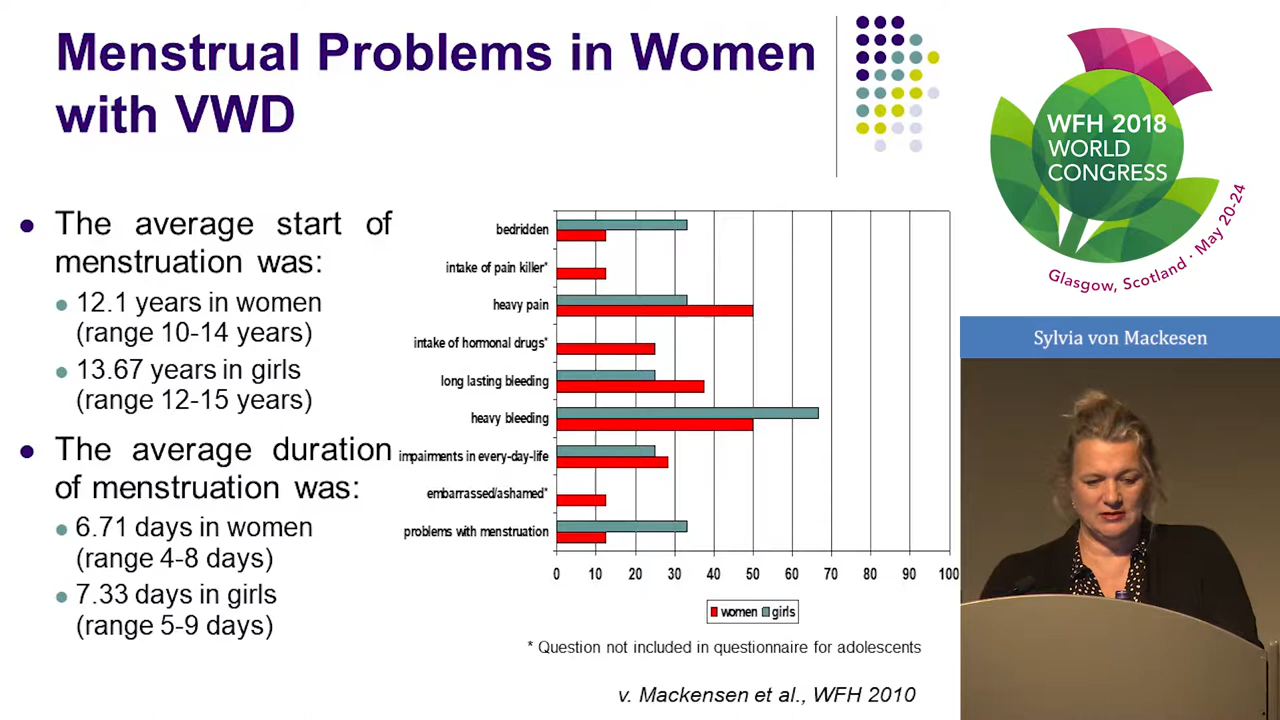 Menstrual Problems in Women
with VWD
The average start of
menstruation was:
12.1 years in women
(range 10-14 years)
13.67 years in girls
(range 12-15 years)
The average duration
of menstruation was:
6.71 days in women
(range 4-8 days)
7.33 days in girls
(range 5-9 days)
bedridden
intake of pain killer*
heavy pain
intake of hormonal drugs*
long lasting bleeding
heavy bleeding
impairments in every-day-life
embarrassed/ashamed*
problems with menstruation
0 10 20 30 40 50 60 70 80 90 100
women girls
* Question not included in questionnaire for adolescents
v. Mackensen et al., WFH 2010
WFH 2018
WORLD
CONGRESS
Glasgow, Scotland · May 20-24
Sylvia von Mackesen